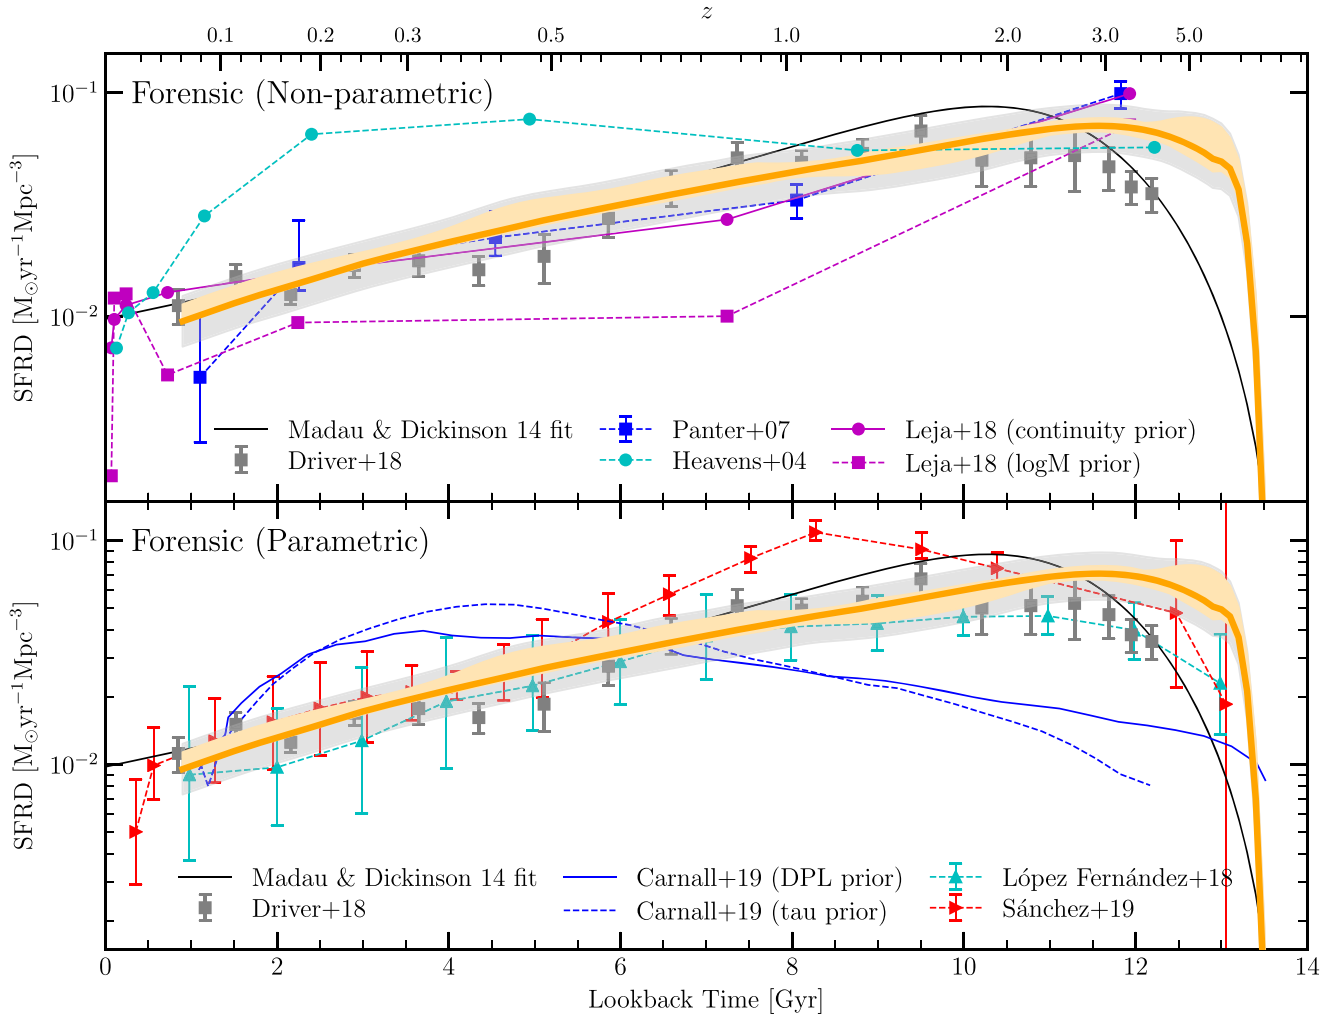 z
0.1 0.2 0.3 0.5 1.0 2.0 3.0 5.0
Forensic (Non-parametric)
10⁻¹
10⁻²
SFRD [M☉yr⁻¹Mpc⁻³]
Madau & Dickinson 14 fit
Driver+18
Panter+07
Heavens+04
Leja+18 (continuity prior)
Leja+18 (logM prior)
Forensic (Parametric)
10⁻¹
10⁻²
SFRD [M☉yr⁻¹Mpc⁻³]
Madau & Dickinson 14 fit
Driver+18
Carnall+19 (DPL prior)
Carnall+19 (tau prior)
López Fernández+18
Sánchez+19
0 2 4 6 8 10 12 14
Lookback Time [Gyr]